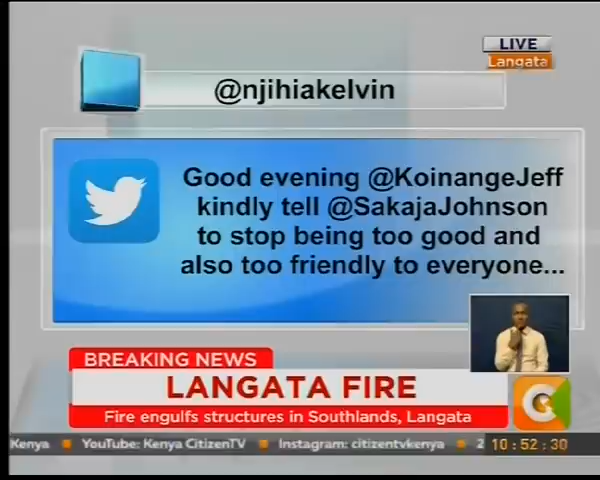 LIVE
Langata
@njihiakelvin
Good evening @KoinangeJeff
kindly tell @SakajaJohnson
to stop being too good and
also too friendly to everyone...
BREAKING NEWS
LANGATA FIRE
Fire engulfs structures in Southlands, Langata
Kenya YouTube: Kenya CitizenTV Instagram: citizentvkenya 2 10:52:30